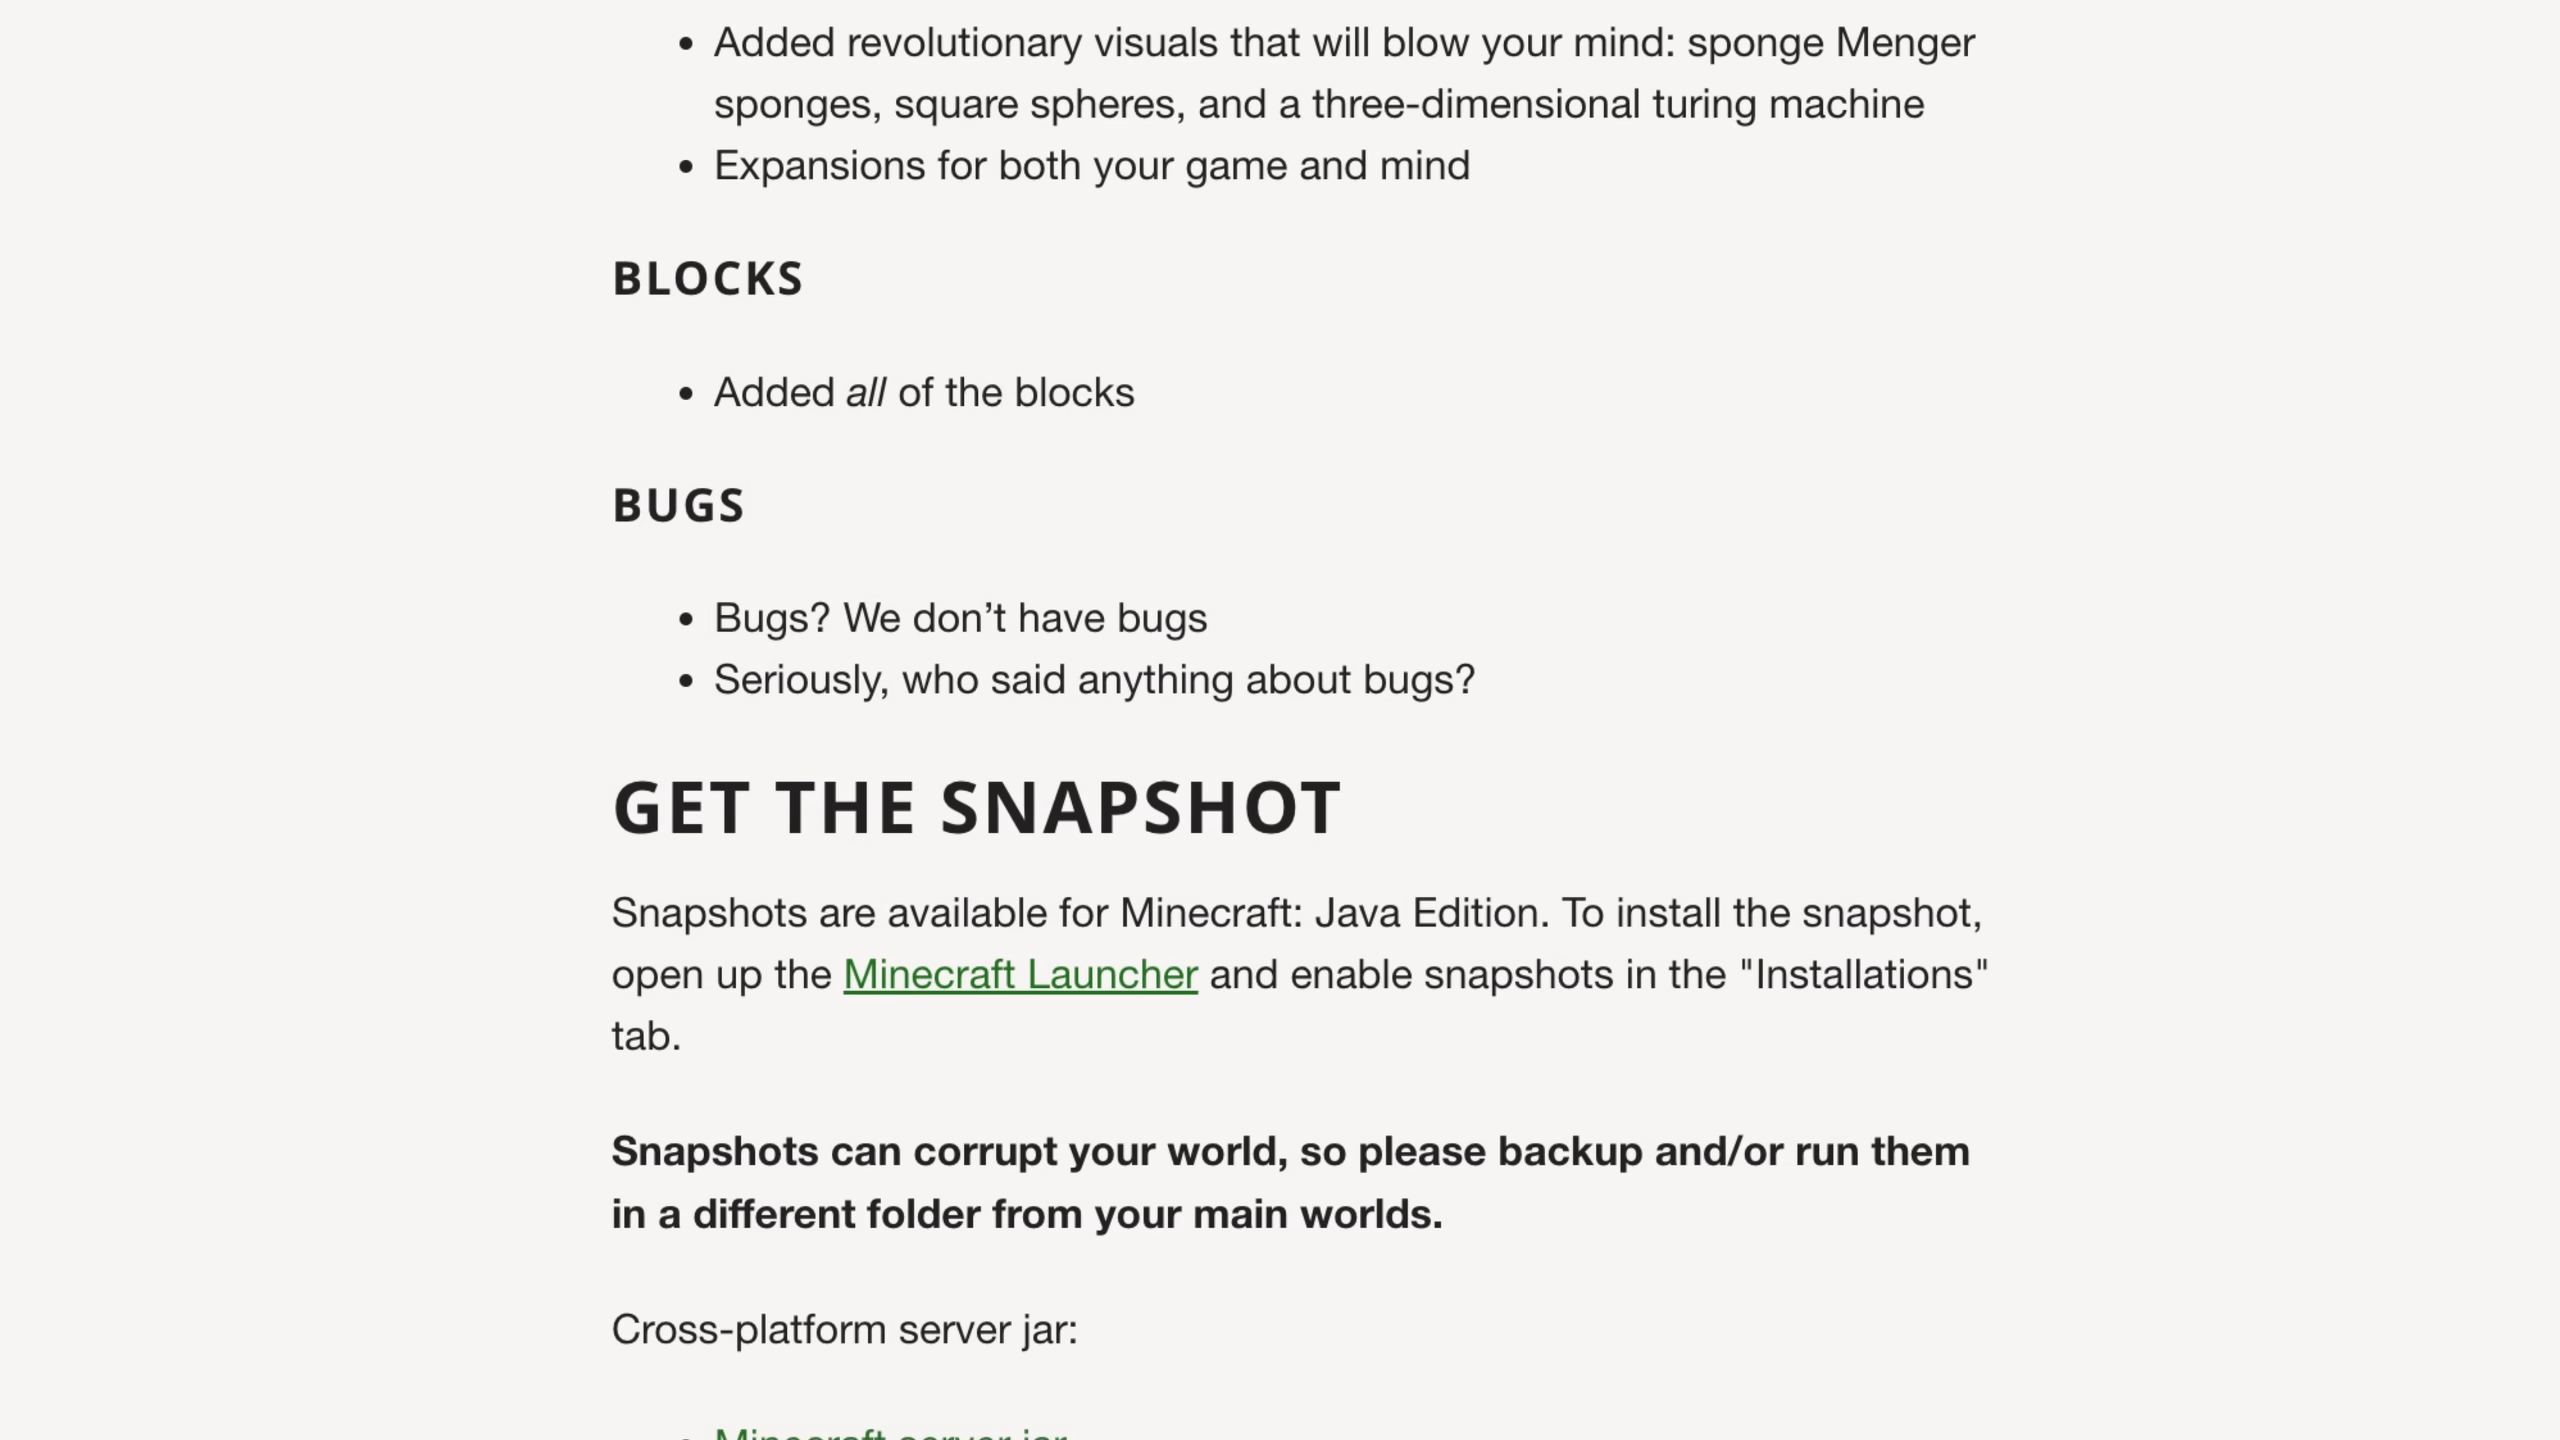 Added revolutionary visuals that will blow your mind: sponge Menger
sponges, square spheres, and a three-dimensional turing machine
Expansions for both your game and mind
BLOCKS
Added all of the blocks
BUGS
Bugs? We don’t have bugs
Seriously, who said anything about bugs?
GET THE SNAPSHOT
Snapshots are available for Minecraft: Java Edition. To install the snapshot,
open up the Minecraft Launcher and enable snapshots in the "Installations"
tab.
Snapshots can corrupt your world, so please backup and/or run them
in a different folder from your main worlds.
Cross-platform server jar:
Minecraft server jar